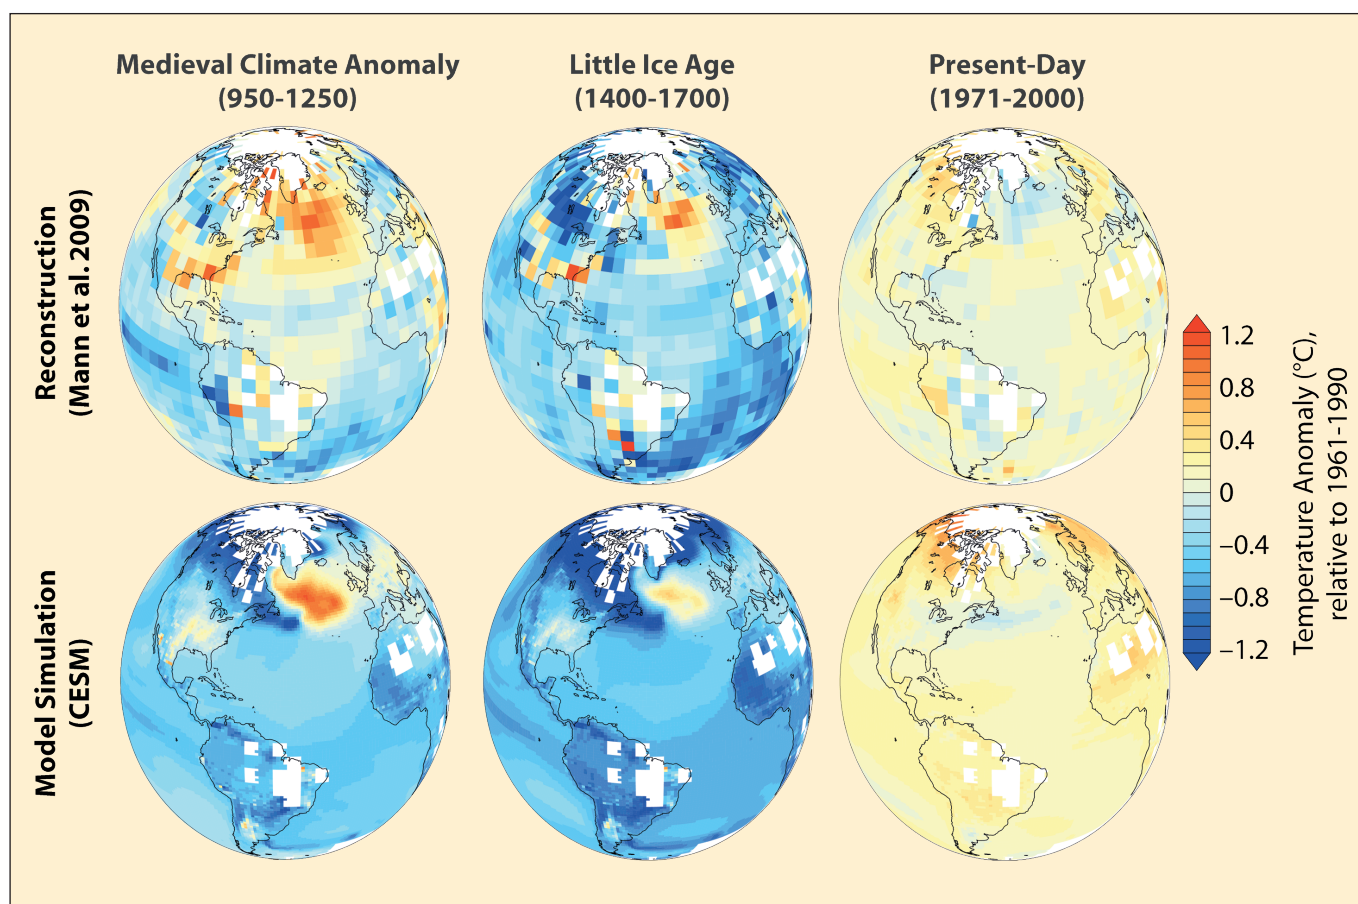 Medieval Climate Anomaly
(950-1250)
Little Ice Age
(1400-1700)
Present-Day
(1971-2000)
Reconstruction
(Mann et al. 2009)
Model Simulation
(CESM)
1.2
0.8
0.4
0
−0.4
−0.8
−1.2
Temperature Anomaly (°C),
relative to 1961-1990